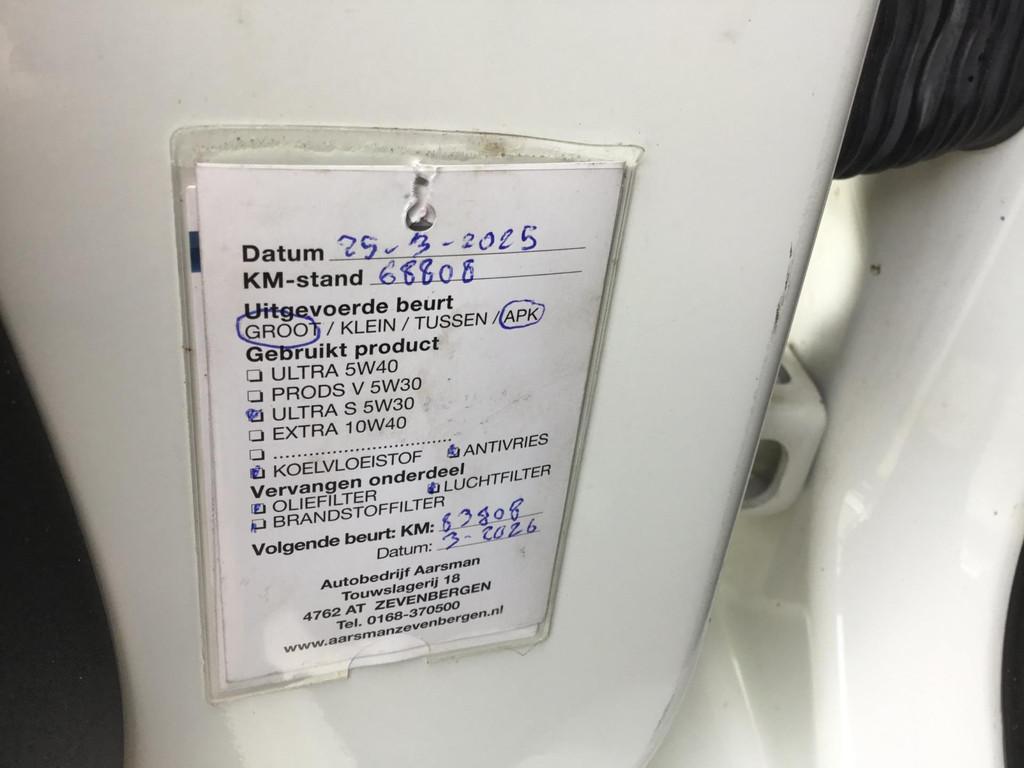 Datum 25-3-2025
KM-stand 68808
Uitgevoerde beurt
GROOT / KLEIN / TUSSEN / APK
Gebruikt product
☐ ULTRA 5W40
☐ PRODS V 5W30
☑ ULTRA S 5W30
☐ EXTRA 10W40
☐ ..............................
☑ KOELVLOEISTOF ☑ ANTIVRIES
Vervangen onderdeel
☑ OLIEFILTER ☑ LUCHTFILTER
☑ BRANDSTOFFILTER
Volgende beurt: KM: 83808
Datum: 3-2026
Autobedrijf Aarsman
Touwslagerij 18
4762 AT ZEVENBERGEN
Tel. 0168-370500
www.aarsmanzevenbergen.nl